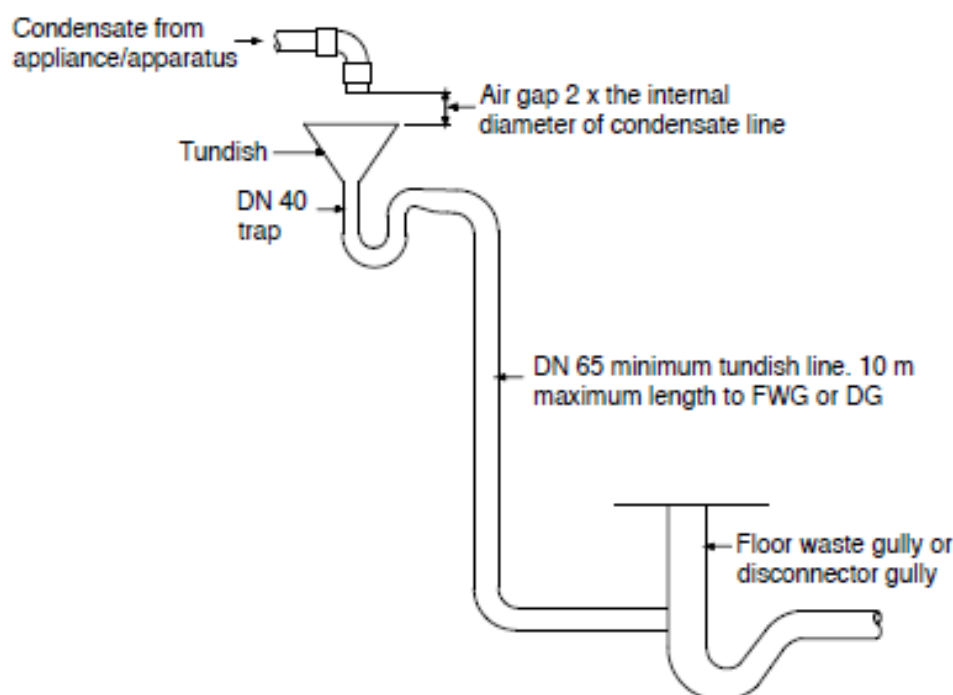 Condensate from
appliance/apparatus
Air gap 2 x the internal
diameter of condensate line
Tundish
DN 40
trap
DN 65 minimum tundish line. 10 m
maximum length to FWG or DG
Floor waste gully or
disconnector gully